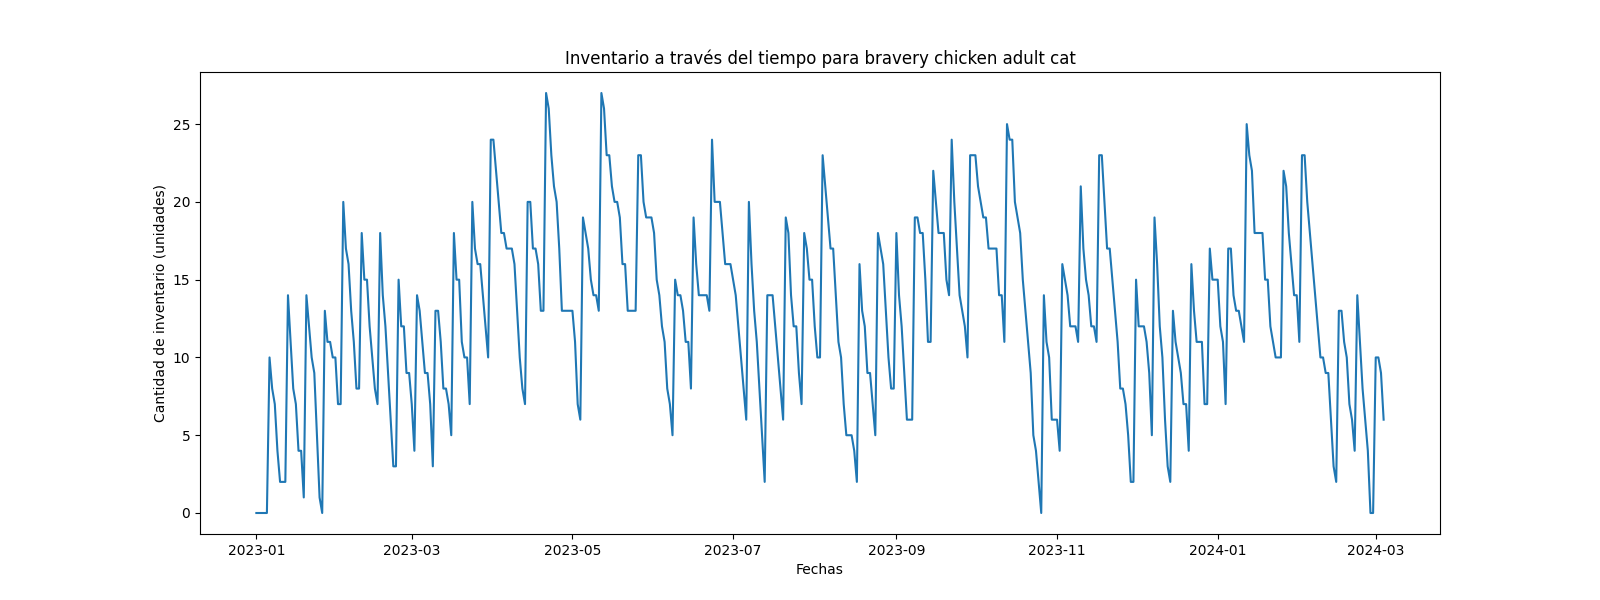 Inventario a través del tiempo para bravery chicken adult cat
Cantidad de inventario (unidades)
25
20
15
10
5
0
2023-01 2023-03 2023-05 2023-07 2023-09 2023-11 2024-01 2024-03
Fechas